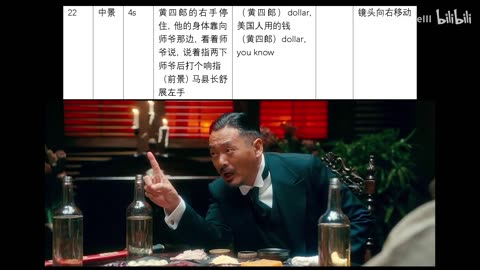 22
中景
4s
黄四郎的右手停
住，他的身体靠向
师爷那边，看着师
爷说，说着指两下
师爷后打个响指
（前景）马县长舒
展左手
（黄四郎）dollar,
美国人用的钱
（黄四郎）dollar,
you know
镜头向右移动
eIII
bilibili